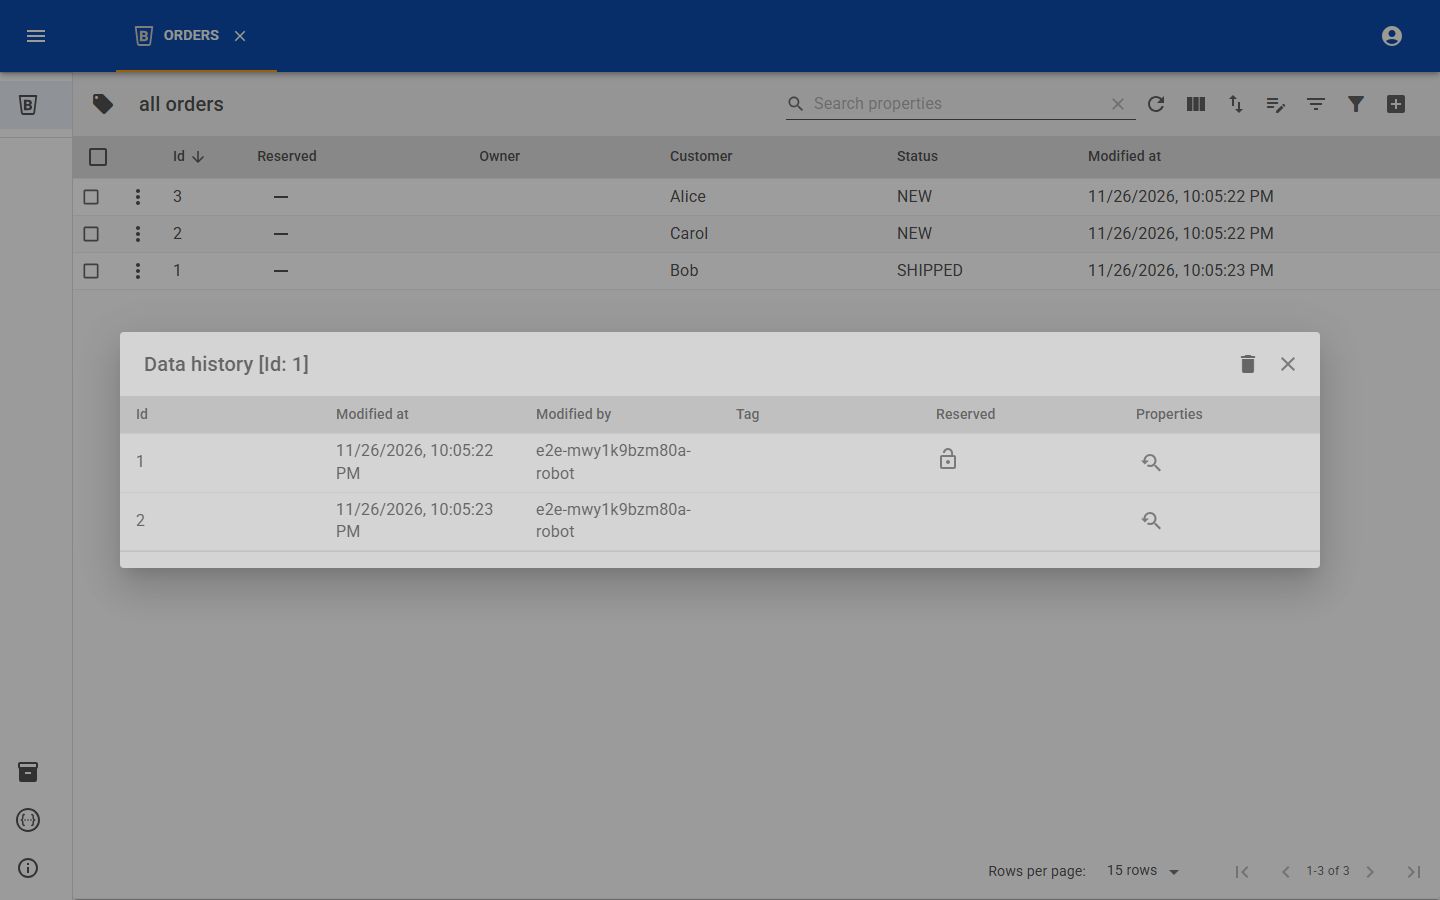 ORDERS
all orders
Search properties
Id Reserved Owner Customer Status Modified at
3 Alice NEW 11/26/2026, 10:05:22 PM
2 Carol NEW 11/26/2026, 10:05:22 PM
1 Bob SHIPPED 11/26/2026, 10:05:23 PM
Data history [Id: 1]
Id Modified at Modified by Tag Reserved Properties
1 11/26/2026, 10:05:22 PM e2e-mwy1k9bzm80a-robot
2 11/26/2026, 10:05:23 PM e2e-mwy1k9bzm80a-robot
Rows per page: 15 rows 1-3 of 3